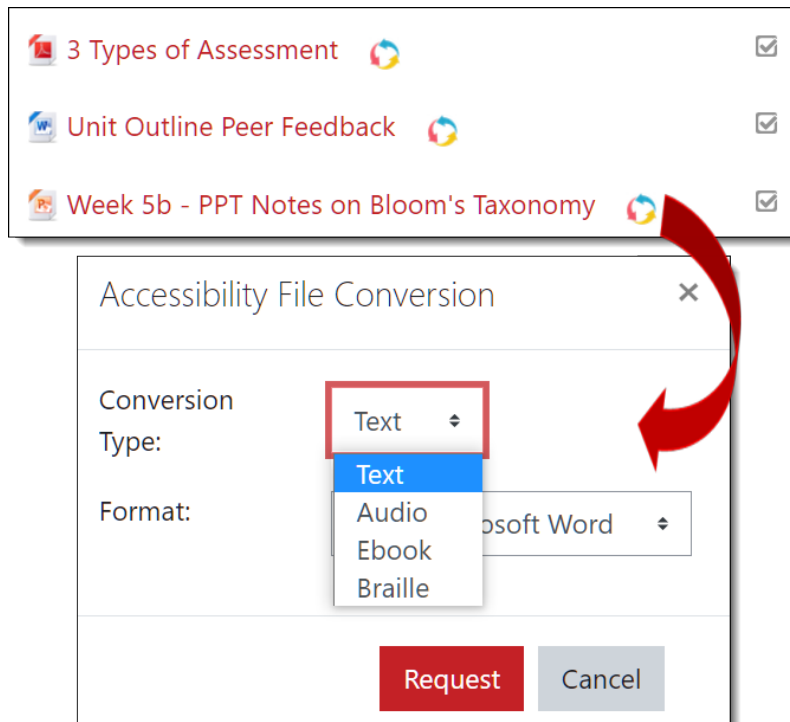 3 Types of Assessment
Unit Outline Peer Feedback
Week 5b - PPT Notes on Bloom's Taxonomy
Accessibility File Conversion
Conversion
Type:
Text
Text
Audio
Ebook
Braille
Format:
osoft Word
Request
Cancel